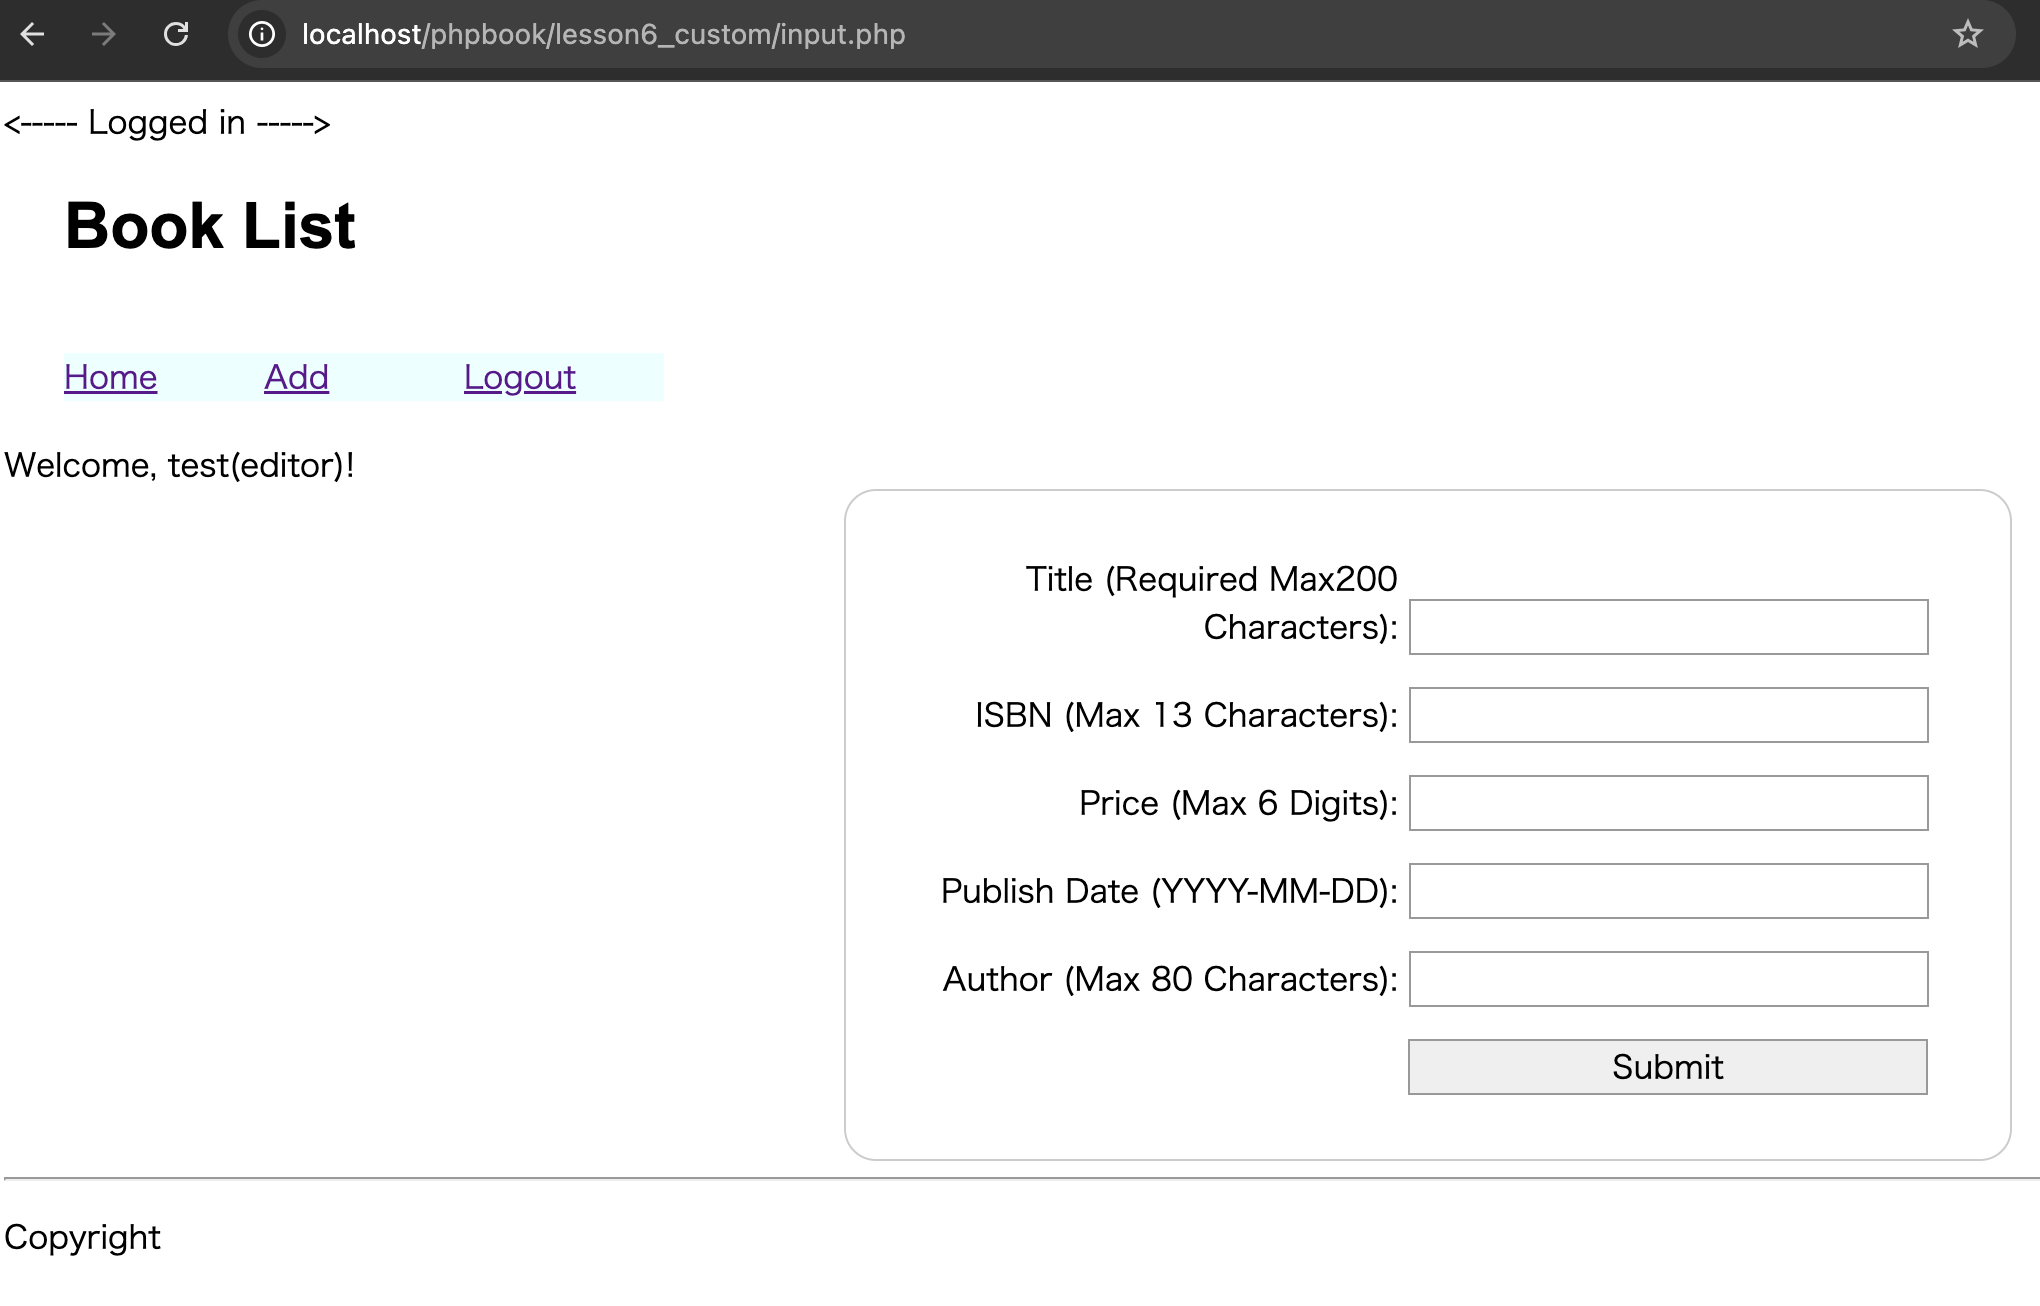 localhost/phpbook/lesson6_custom/input.php
<----- Logged in ----->
Book List
Home Add Logout
Welcome, test(editor)!
Title (Required Max200
Characters):
ISBN (Max 13 Characters):
Price (Max 6 Digits):
Publish Date (YYYY-MM-DD):
Author (Max 80 Characters):
Submit
Copyright